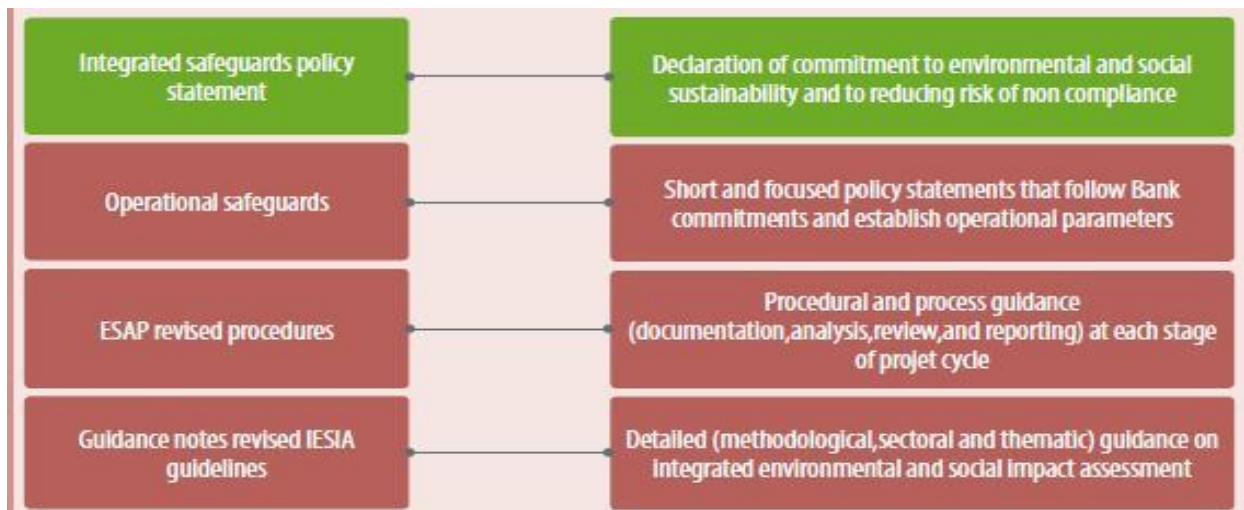 Integrated safeguards policy
statement
Declaration of commitment to environmental and social
sustainability and to reducing risk of non compliance
Operational safeguards
Short and focused policy statements that follow Bank
commitments and establish operational parameters
ESAP revised procedures
Procedural and process guidance
(documentation,analysis,review,and reporting) at each stage
of projet cycle
Guidance notes revised IESIA
guidelines
Detailed (methodological,sectoral and thematic) guidance on
integrated environmental and social impact assessment